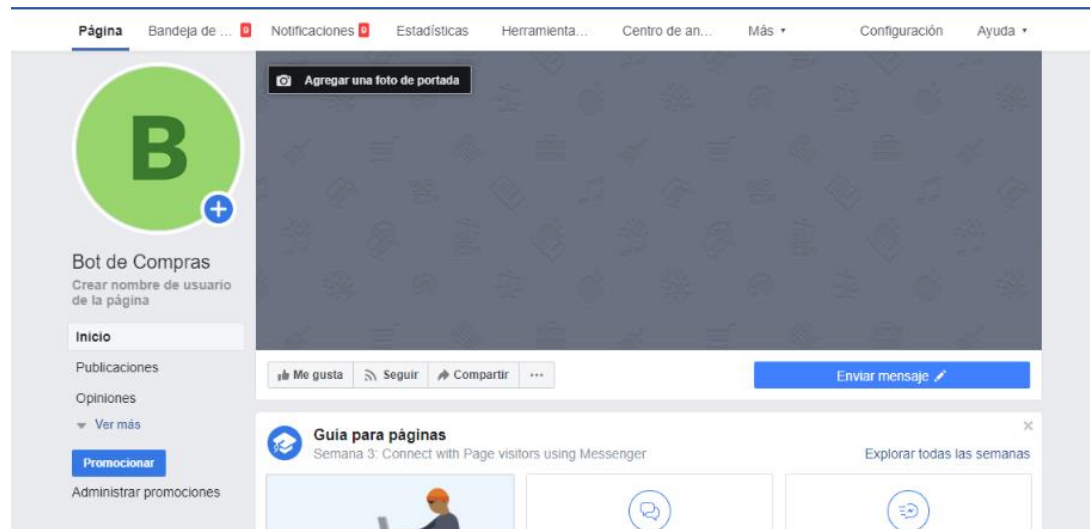 Página Bandeja de ... 9 Notificaciones 9 Estadísticas Herramienta... Centro de an... Más Configuración Ayuda
Agregar una foto de portada
B
Bot de Compras
Crear nombre de usuario
de la página
Inicio
Publicaciones
Opiniones
Ver más
Promocionar
Administrar promociones
Me gusta Seguir Compartir ...
Enviar mensaje
Guía para páginas
Semana 3: Connect with Page visitors using Messenger
Explorar todas las semanas